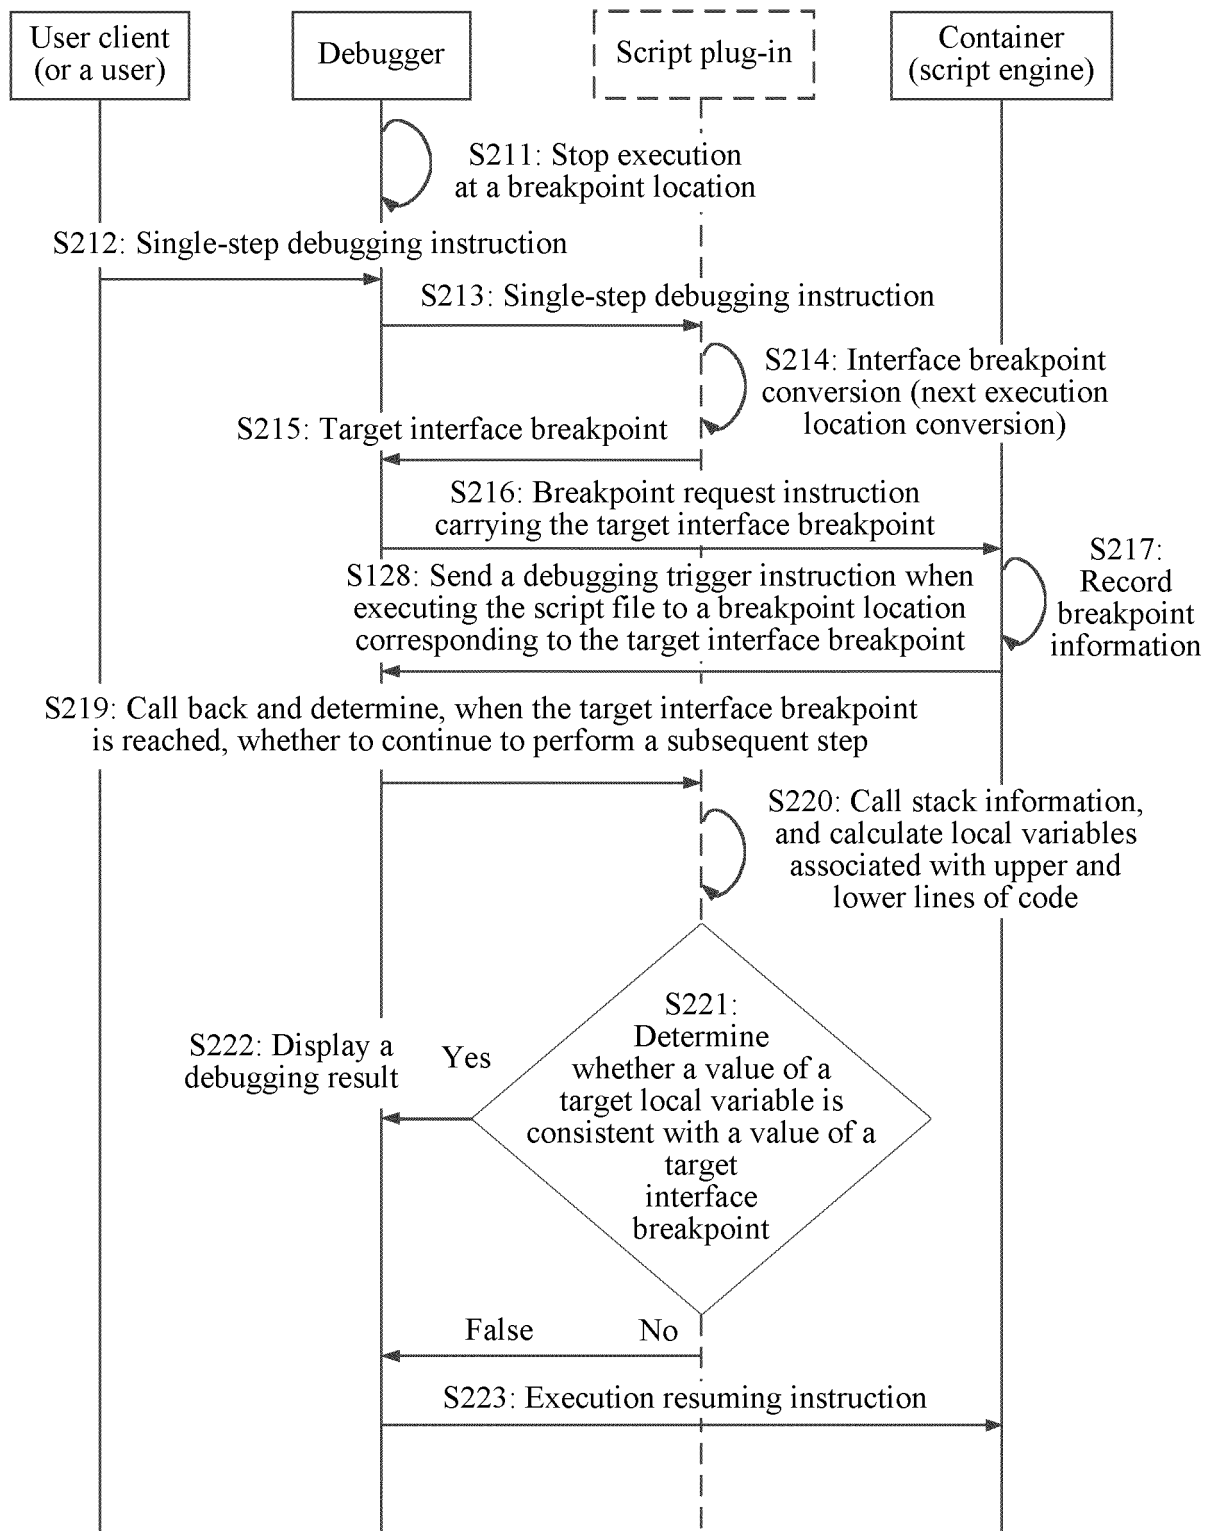 User client
(or a user)
Debugger
Script plug-in
Container
(script engine)
S211: Stop execution
at a breakpoint location
S212: Single-step debugging instruction
S213: Single-step debugging instruction
S214: Interface breakpoint
conversion (next execution
location conversion)
S215: Target interface breakpoint
S216: Breakpoint request instruction
carrying the target interface breakpoint
S217:
Record
breakpoint
information
S128: Send a debugging trigger instruction when
executing the script file to a breakpoint location
corresponding to the target interface breakpoint
S219: Call back and determine, when the target interface breakpoint
is reached, whether to continue to perform a subsequent step
S220: Call stack information,
and calculate local variables
associated with upper and
lower lines of code
S221:
Determine
whether a value of a
target local variable is
consistent with a value of a
target
interface
breakpoint
S222: Display a
debugging result
Yes
False
No
S223: Execution resuming instruction